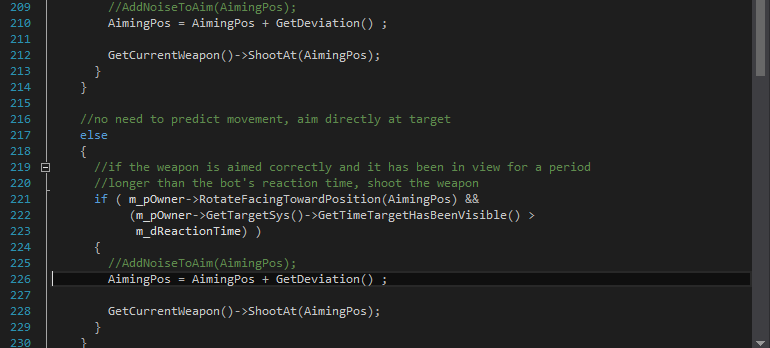 209 //AddNoiseToAim(AimingPos);
210 AimingPos = AimingPos + GetDeviation() ;
211
212 GetCurrentWeapon()->ShootAt(AimingPos);
213 }
214 }
215
216 //no need to predict movement, aim directly at target
217 else
218 {
219 //if the weapon is aimed correctly and it has been in view for a period
220 //longer than the bot's reaction time, shoot the weapon
221 if ( m_pOwner->RotateFacingTowardPosition(AimingPos) &&
222 (m_pOwner->GetTargetSys()->GetTimeTargetHasBeenVisible() >
223 m_dReactionTime) )
224 {
225 //AddNoiseToAim(AimingPos);
226 AimingPos = AimingPos + GetDeviation() ;
227
228 GetCurrentWeapon()->ShootAt(AimingPos);
229 }
230 }